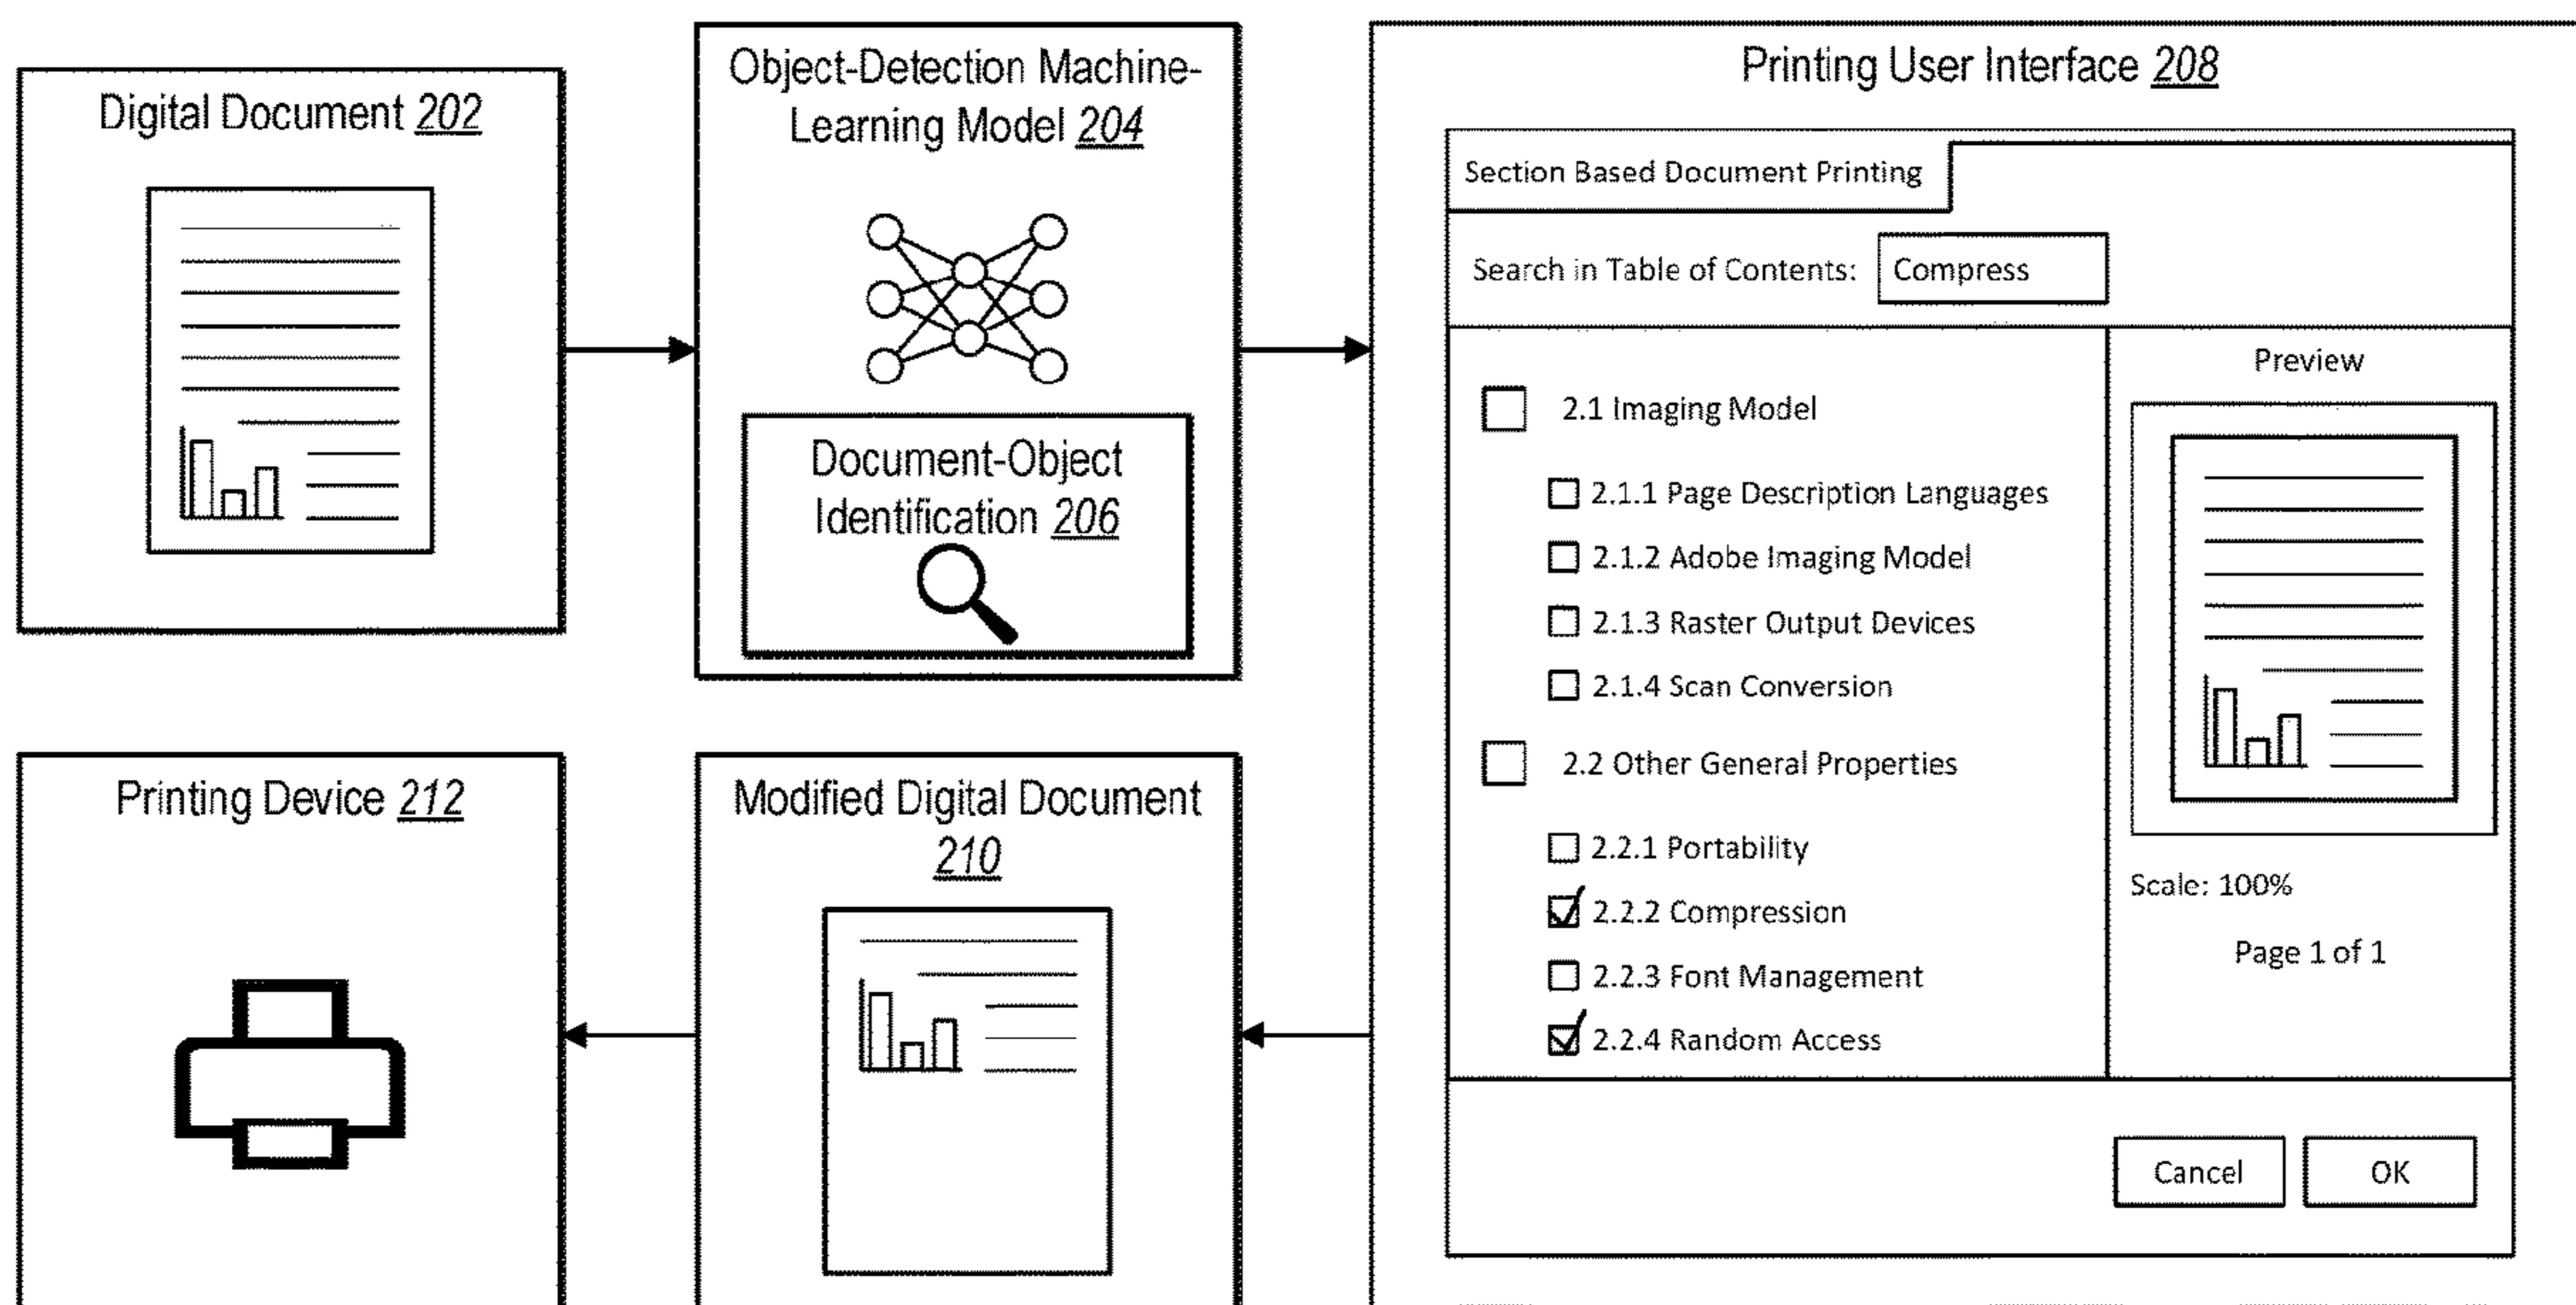 Digital Document 202
Object-Detection Machine-
Learning Model 204
Document-Object
Identification 206
Printing User Interface 208
Section Based Document Printing
Search in Table of Contents: Compress
2.1 Imaging Model
2.1.1 Page Description Languages
2.1.2 Adobe Imaging Model
2.1.3 Raster Output Devices
2.1.4 Scan Conversion
2.2 Other General Properties
2.2.1 Portability
2.2.2 Compression
2.2.3 Font Management
2.2.4 Random Access
Preview
Scale: 100%
Page 1 of 1
Cancel
OK
Modified Digital Document
210
Printing Device 212